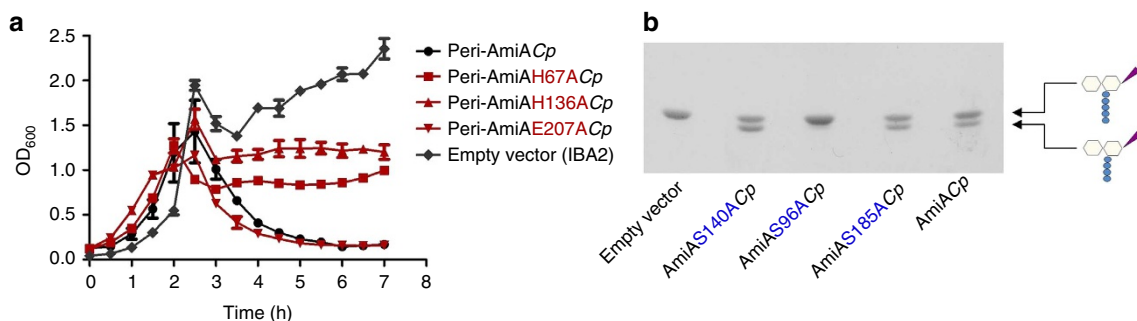 a
2.5
2.0
1.5
1.0
0.5
0.0
OD600
0 1 2 3 4 5 6 7 8
Time (h)
Peri-AmiACp
Peri-AmiAH67ACp
Peri-AmiAH136ACp
Peri-AmiAE207ACp
Empty vector (IBA2)
b
Empty vector
AmiAS140ACp
AmiAS96ACp
AmiAS185ACp
AmiACp